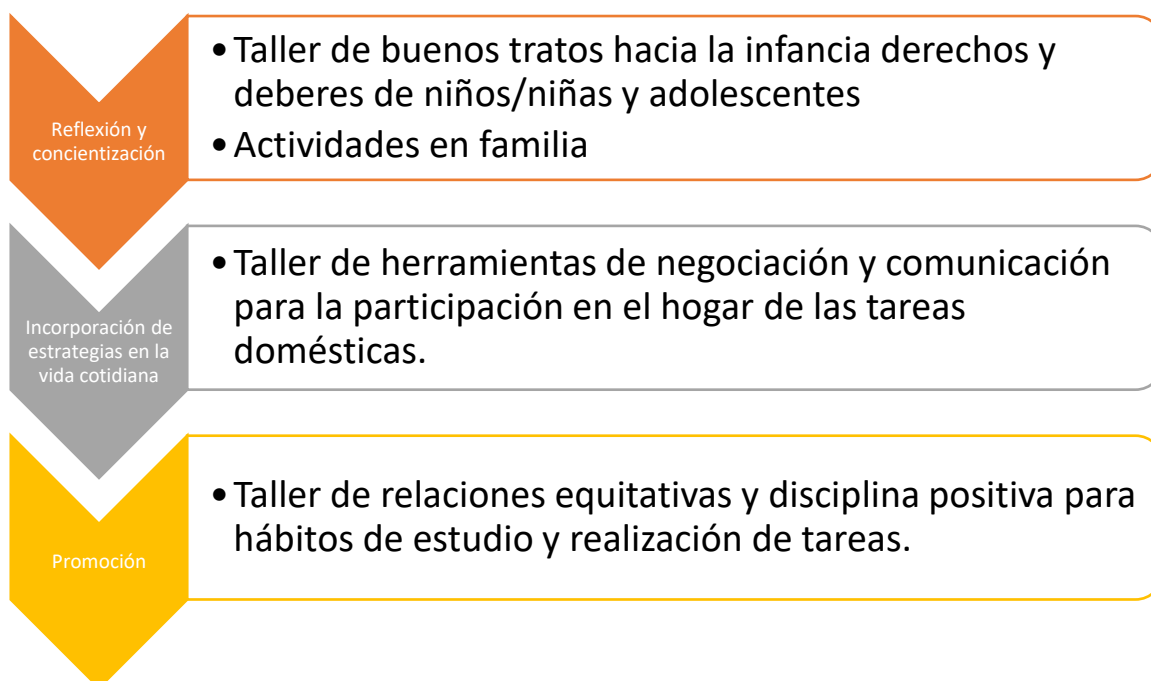 Reflexión y
concientización
• Taller de buenos tratos hacia la infancia derechos y
deberes de niños/niñas y adolescentes
• Actividades en familia
Incorporación de
estrategias en la
vida cotidiana
• Taller de herramientas de negociación y comunicación
para la participación en el hogar de las tareas
domésticas.
Promoción
• Taller de relaciones equitativas y disciplina positiva para
hábitos de estudio y realización de tareas.